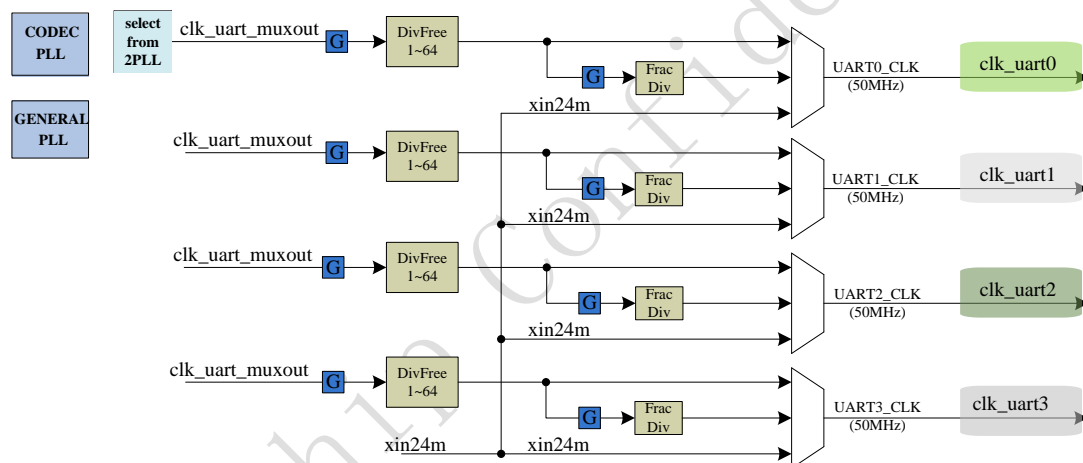 CODEC
PLL
GENERAL
PLL
select
from
2PLL
clk_uart_muxout
G
DivFree
1~64
G
Frac
Div
xin24m
UART0_CLK
(50MHz)
clk_uart0
clk_uart_muxout
G
DivFree
1~64
G
Frac
Div
xin24m
UART1_CLK
(50MHz)
clk_uart1
clk_uart_muxout
G
DivFree
1~64
G
Frac
Div
xin24m
UART2_CLK
(50MHz)
clk_uart2
clk_uart_muxout
G
DivFree
1~64
G
Frac
Div
xin24m
xin24m
UART3_CLK
(50MHz)
clk_uart3
hip Confide